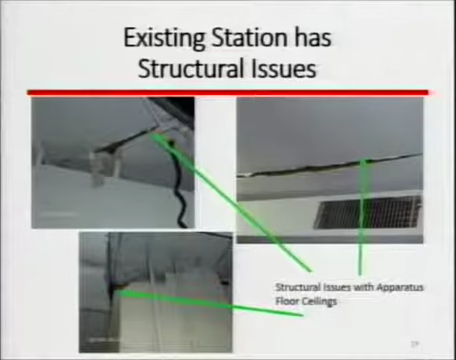 Existing Station has
Structural Issues
Structural Issues with Apparatus
Floor Ceilings